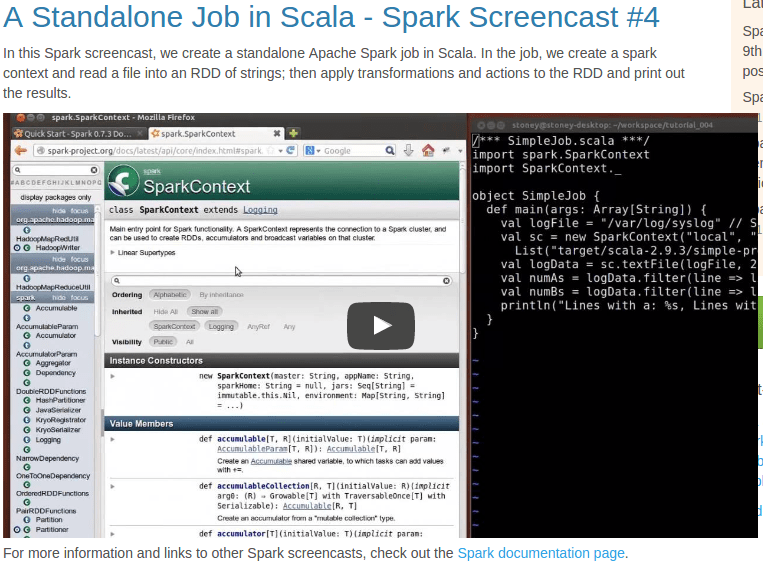 A Standalone Job in Scala - Spark Screencast #4
In this Spark screencast, we create a standalone Apache Spark job in Scala. In the job, we create a spark
context and read a file into an RDD of strings; then apply transformations and actions to the RDD and print out
the results.
spark.SparkContext - Mozilla Firefox
Quick Start - Spark 0.7.3 Do...
spark.SparkContext
spark-project.org/docs/latest/api/core/index.html#spark.
Google
#ABCDEFGHIJKLMNOPQ
display packages only
hide focus
org.apache.hadoop.ma
HadoopMapRedUtil
HadoopWriter
hide focus
org.apache.hadoop.ma
HadoopMapReduceUtil
spark hide focus
Accumulable
AccumulableParam
Accumulator
AccumulatorParam
Aggregator
Dependency
DoubleRDDFunctions
HashPartitioner
JavaSerializer
KryoRegistrator
KryoSerializer
Logging
NarrowDependency
OneToOneDependency
OrderedRDDFunctions
PairRDDFunctions
Partition
Partitioner
spark
SparkContext
class SparkContext extends Logging
Main entry point for Spark functionality. A SparkContext represents the connection to a Spark cluster, and
can be used to create RDDs, accumulators and broadcast variables on that cluster.
Linear Supertypes
Ordering Alphabetic By inheritance
Inherited Hide All Show all
SparkContext Logging AnyRef Any
Visibility Public All
Instance Constructors
new SparkContext(master: String, appName: String,
sparkHome: String = null, jars: Seq[String] =
immutable.this.Nil, environment: Map[String, String]
= ...)
Value Members
def accumulable[T, R](initialValue: T)(implicit param:
AccumulableParam[T, R]): Accumulable[T, R]
Create an Accumulable shared variable, to which tasks can add values
with +=.
def accumulableCollection[R, T](initialValue: R)(implicit
arg0: (R) ⇒ Growable[T] with TraversableOnce[T] with
Serializable): Accumulable[R, T]
Create an accumulator from a "mutable collection" type.
def accumulator[T](initialValue: T)(implicit param:
stoney@stoney-desktop: ~/workspace/tutorial_004
/*** SimpleJob.scala ***/
import spark.SparkContext
import SparkContext._
object SimpleJob {
def main(args: Array[String]) {
val logFile = "/var/log/syslog" // S
val sc = new SparkContext("local", "
List("target/scala-2.9.3/simple-pr
val logData = sc.textFile(logFile, 2
val numAs = logData.filter(line => l
val numBs = logData.filter(line => l
println("Lines with a: %s, Lines wit
}
}
~
~
~
~
~
~
~
~
~
For more information and links to other Spark screencasts, check out the Spark documentation page.